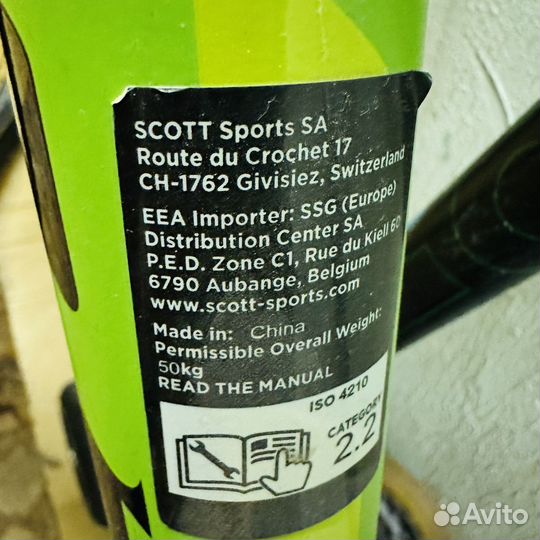 SCOTT Sports SA
Route du Crochet 17
CH-1762 Givisiez, Switzerland
EEA Importer: SSG (Europe)
Distribution Center SA
P.E.D. Zone C1, Rue du Kiell 60
6790 Aubange, Belgium
www.scott-sports.com
Made in: China
Permissible Overall Weight:
50kg
READ THE MANUAL
ISO 4210
CATEGORY
2.2
Avito